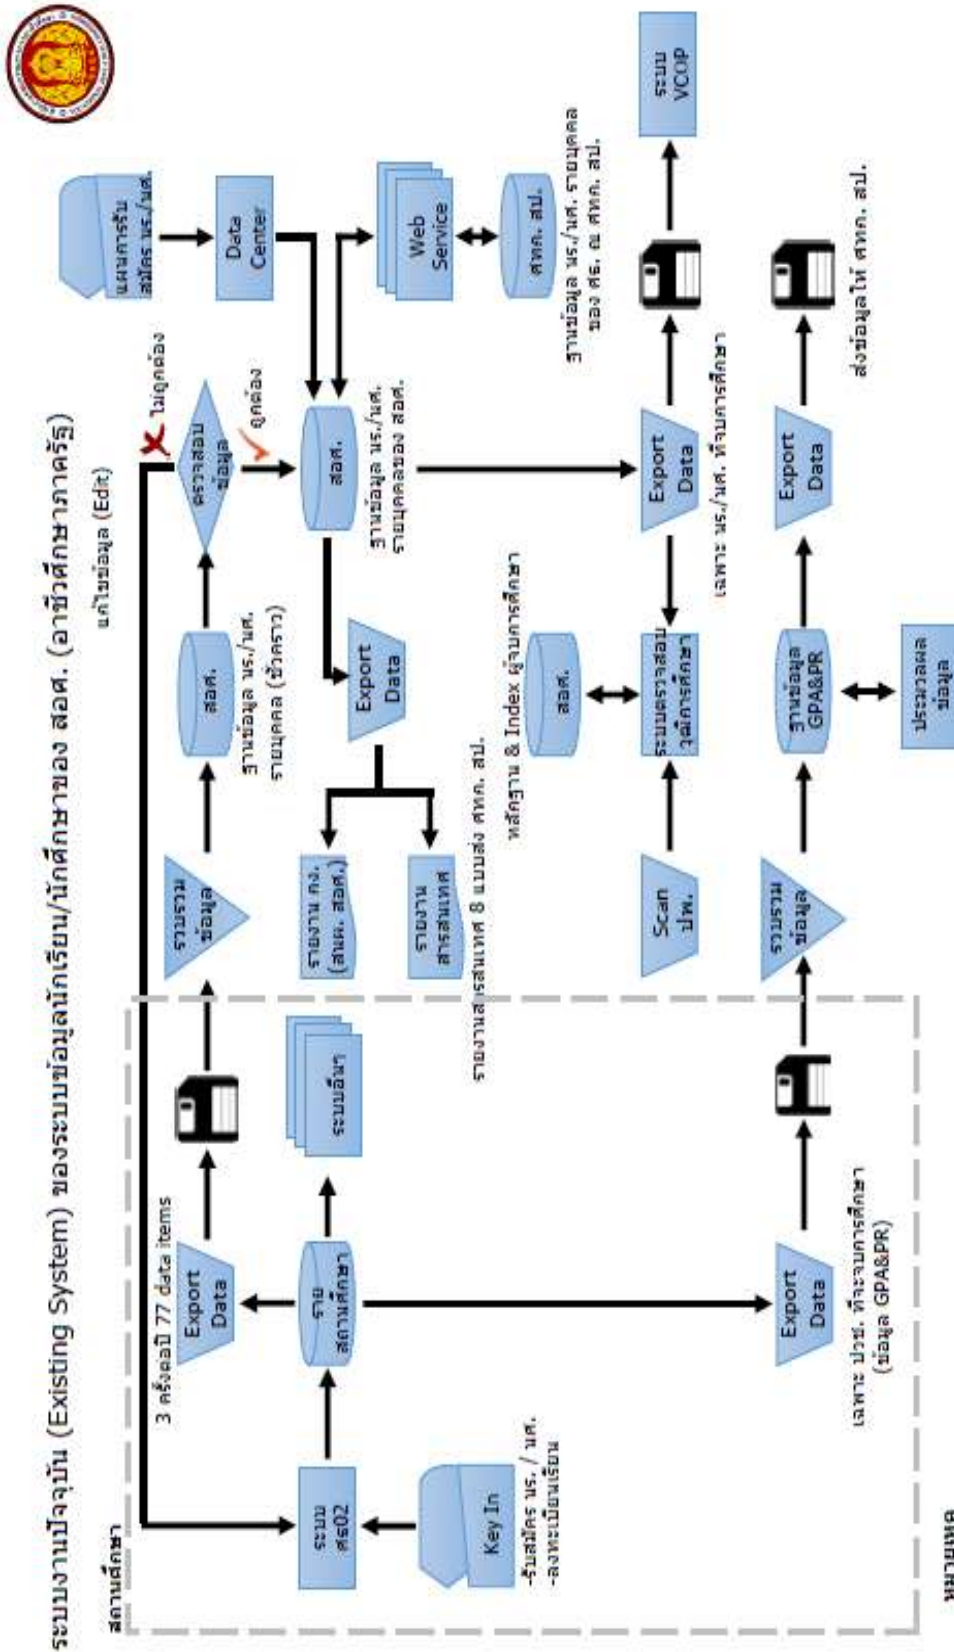 ระบบงานปัจจุบัน (Existing System) ของระบบข้อมูลนักเรียน/นักศึกษาของ สอศ. (อาชีวศึกษาภาครัฐ)
สถานศึกษา
แก้ไขข้อมูล (Edit)
3 ครั้งต่อปี 77 data items
Export
Data
รวบรวม
ข้อมูล
สอศ.
ฐานข้อมูล นร./นศ.
รายบุคคล (ชั่วคราว)
ตรวจสอบ
ข้อมูล
ไม่ถูกต้อง
ถูกต้อง
แผนการรับ
สมัคร นร./นศ.
Data
Center
ระบบ
ศธ02
ราย
สถานศึกษา
ระบบอื่นๆ
Key In
-รับสมัคร นร. / นศ.
-ลงทะเบียนเรียน
รายงาน กง.
(สนผ. สอศ.)
รายงาน
สารสนเทศ
รายงานสารสนเทศ 8 แบบส่ง ศทก. สป.
Export
Data
สอศ.
ฐานข้อมูล นร./นศ.
รายบุคคลของ สอศ.
Web
Service
ศทก. สป.
ฐานข้อมูล นร./นศ. รายบุคคล
ของ ศธ. ณ ศทก. สป.
สอศ.
หลักฐาน & Index ผู้จบการศึกษา
Scan
ปพ.
ระบบตรวจสอบ
วุฒิการศึกษา
Export
Data
เฉพาะ นร./นศ. ที่จบการศึกษา
ระบบ
VCOP
Export
Data
เฉพาะ ปวช. ที่จะจบการศึกษา
(ข้อมูล GPA&PR)
รวบรวม
ข้อมูล
ฐานข้อมูล
GPA&PR
ประมวลผล
ข้อมูล
Export
Data
ส่งข้อมูลให้ ศทก. สป.
หมายเหตุ